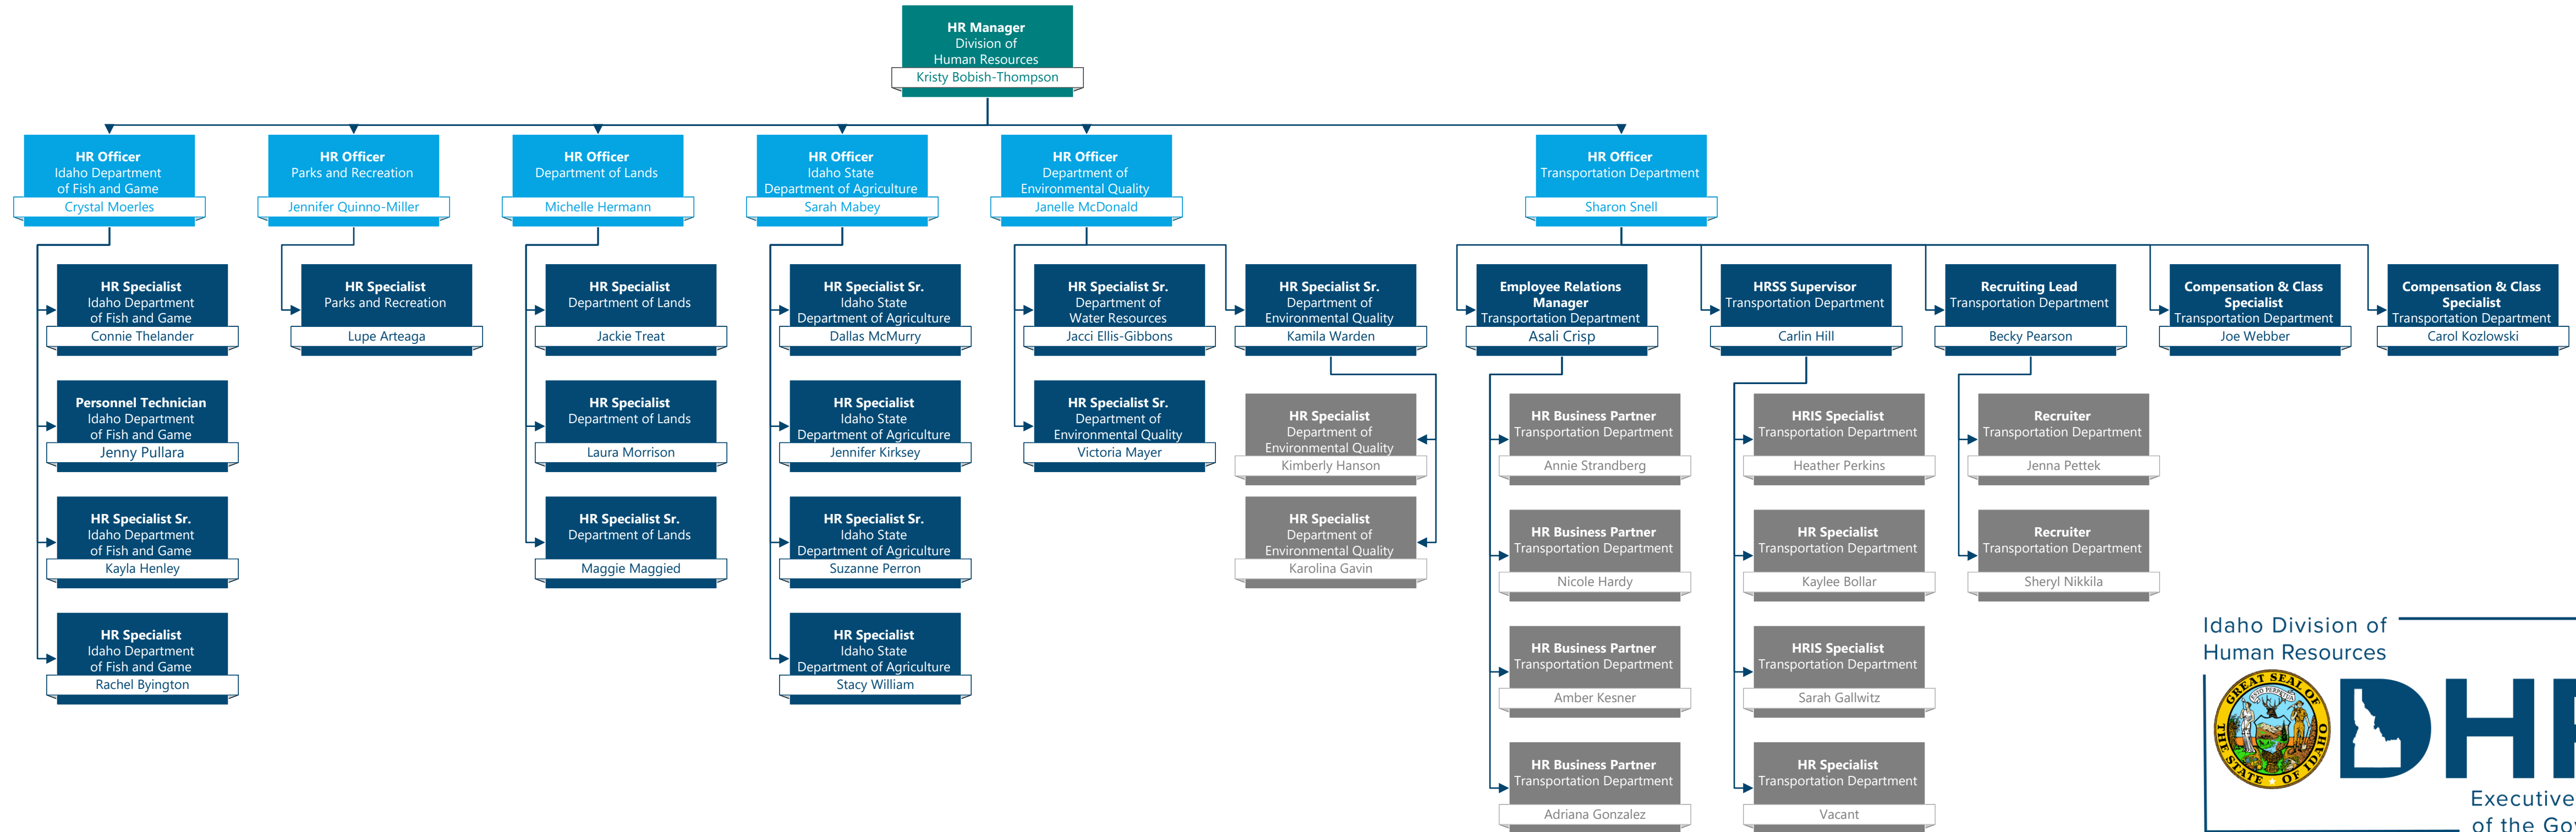 HR Manager
Division of
Human Resources
Kristy Bobish-Thompson
HR Officer
Idaho Department
of Fish and Game
Crystal Moerles
HR Officer
Parks and Recreation
Jennifer Quinno-Miller
HR Officer
Department of Lands
Michelle Hermann
HR Officer
Idaho State
Department of Agriculture
Sarah Mabey
HR Officer
Department of
Environmental Quality
Janelle McDonald
HR Officer
Transportation Department
Sharon Snell
HR Specialist
Idaho Department
of Fish and Game
Connie Thelander
HR Specialist
Parks and Recreation
Lupe Arteaga
HR Specialist
Department of Lands
Jackie Treat
HR Specialist Sr.
Idaho State
Department of Agriculture
Dallas McMurry
HR Specialist Sr.
Department of
Water Resources
Jacci Ellis-Gibbons
HR Specialist Sr.
Department of
Environmental Quality
Kamila Warden
Employee Relations
Manager
Transportation Department
Asali Crisp
HRSS Supervisor
Transportation Department
Carlin Hill
Recruiting Lead
Transportation Department
Becky Pearson
Compensation & Class
Specialist
Transportation Department
Joe Webber
Compensation & Class
Specialist
Transportation Department
Carol Kozlowski
Personnel Technician
Idaho Department
of Fish and Game
Jenny Pullara
HR Specialist
Department of Lands
Laura Morrison
HR Specialist
Idaho State
Department of Agriculture
Jennifer Kirksey
HR Specialist Sr.
Department of
Environmental Quality
Victoria Mayer
HR Specialist
Department of
Environmental Quality
Kimberly Hanson
HR Business Partner
Transportation Department
Annie Strandberg
HRIS Specialist
Transportation Department
Heather Perkins
Recruiter
Transportation Department
Jenna Pettek
HR Specialist Sr.
Idaho Department
of Fish and Game
Kayla Henley
HR Specialist Sr.
Department of Lands
Maggie Maggied
HR Specialist Sr.
Idaho State
Department of Agriculture
Suzanne Perron
HR Specialist
Department of
Environmental Quality
Karolina Gavin
HR Business Partner
Transportation Department
Nicole Hardy
HR Specialist
Transportation Department
Kaylee Bollar
Recruiter
Transportation Department
Sheryl Nikkila
HR Specialist
Idaho Department
of Fish and Game
Rachel Byington
HR Specialist
Idaho State
Department of Agriculture
Stacy William
HR Business Partner
Transportation Department
Amber Kesner
HRIS Specialist
Transportation Department
Sarah Gallwitz
HR Business Partner
Transportation Department
Adriana Gonzalez
HR Specialist
Transportation Department
Vacant
Idaho Division of
Human Resources
GREAT SEAL OF
THE STATE OF IDAHO
ESTO PERPETUA
DH
Executive
of the